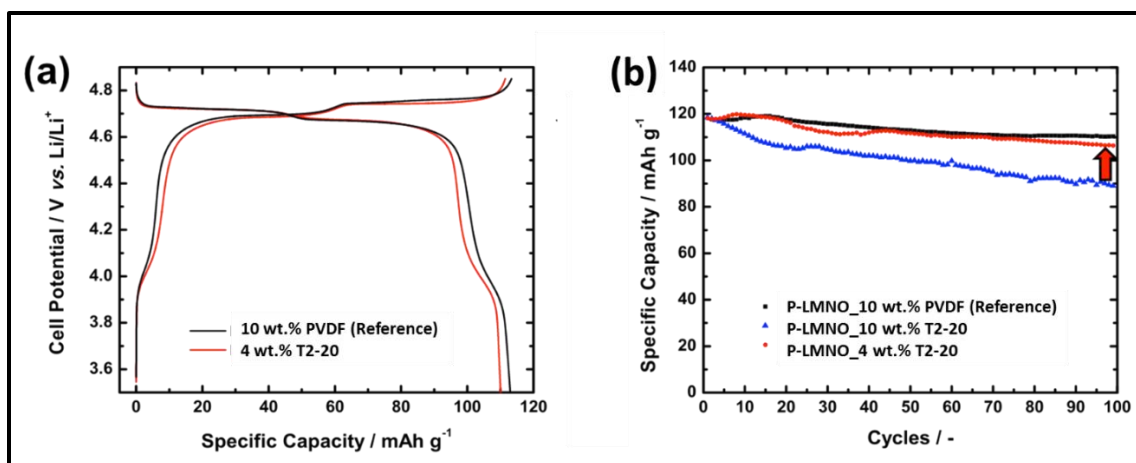 (a)
4.8
4.6
4.4
4.2
4.0
3.8
3.6
Cell Potential / V vs. Li/Li⁺
10 wt.% PVDF (Reference)
4 wt.% T2-20
0 20 40 60 80 100 120
Specific Capacity / mAh g⁻¹
(b)
140
120
100
80
60
40
20
0
Specific Capacity / mAh g⁻¹
P-LMNO_10 wt.% PVDF (Reference)
P-LMNO_10 wt.% T2-20
P-LMNO_4 wt.% T2-20
0 10 20 30 40 50 60 70 80 90 100
Cycles / -